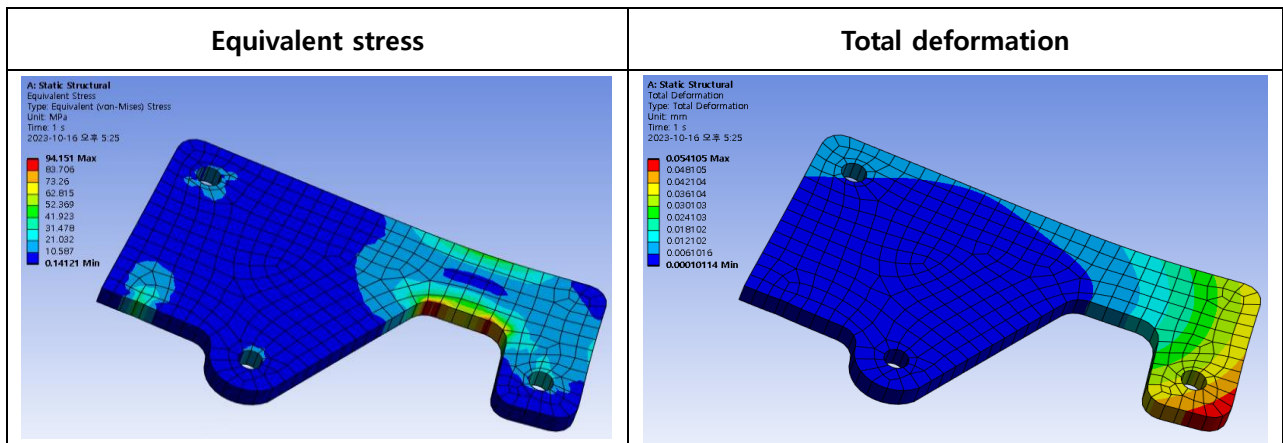 Equivalent stress
Total deformation
A: Static Structural
Equivalent Stress
Type: Equivalent (von-Mises) Stress
Unit: MPa
Time: 1 s
2023-10-16 오후 5:25
94.151 Max
83.706
73.26
62.815
52.369
41.923
31.478
21.032
10.587
0.14121 Min
A: Static Structural
Total Deformation
Type: Total Deformation
Unit: mm
Time: 1 s
2023-10-16 오후 5:25
0.054105 Max
0.048105
0.042104
0.036104
0.030103
0.024103
0.018102
0.012102
0.0061016
0.00010114 Min